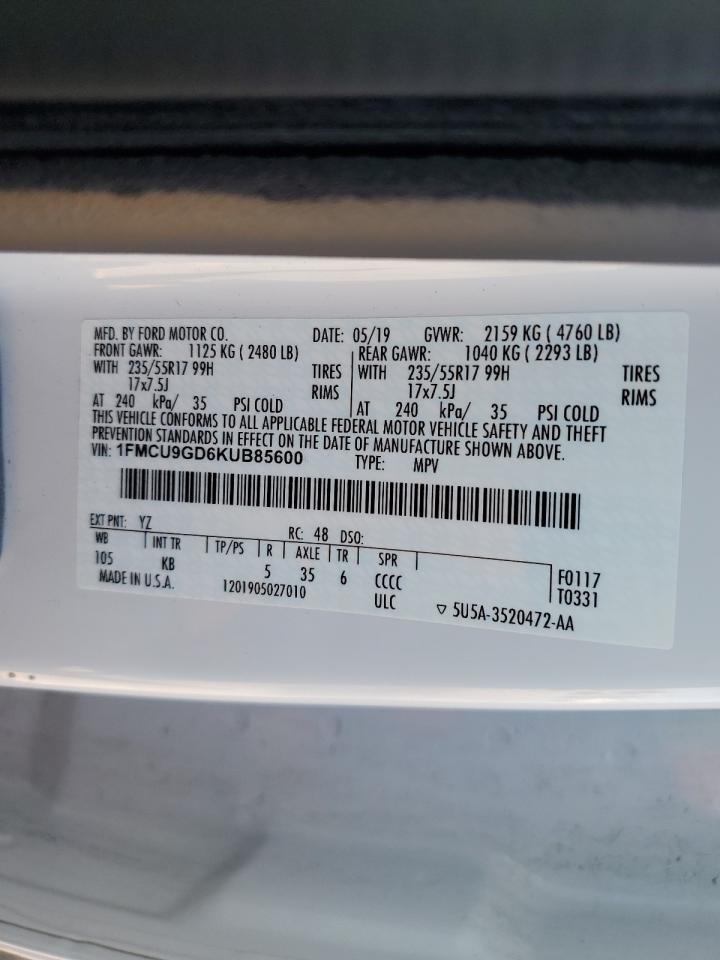 MFD. BY FORD MOTOR CO. DATE: 05/19 GVWR: 2159 KG ( 4760 LB)
FRONT GAWR: 1125 KG ( 2480 LB) REAR GAWR: 1040 KG ( 2293 LB)
WITH 235/55R17 99H TIRES WITH 235/55R17 99H TIRES
17x7.5J RIMS 17x7.5J RIMS
AT 240 kPa/ 35 PSI COLD AT 240 kPa/ 35 PSI COLD
THIS VEHICLE CONFORMS TO ALL APPLICABLE FEDERAL MOTOR VEHICLE SAFETY AND THEFT
PREVENTION STANDARDS IN EFFECT ON THE DATE OF MANUFACTURE SHOWN ABOVE.
VIN: 1FMCU9GD6KUB85600 TYPE: MPV
EXT PNT: YZ RC: 48 DSO:
WB INT TR TP/PS R AXLE TR SPR
105 KB 5 35 6 CCCC F0117
MADE IN U.S.A. 1201905027010 ULC T0331
▽ 5U5A-3520472-AA